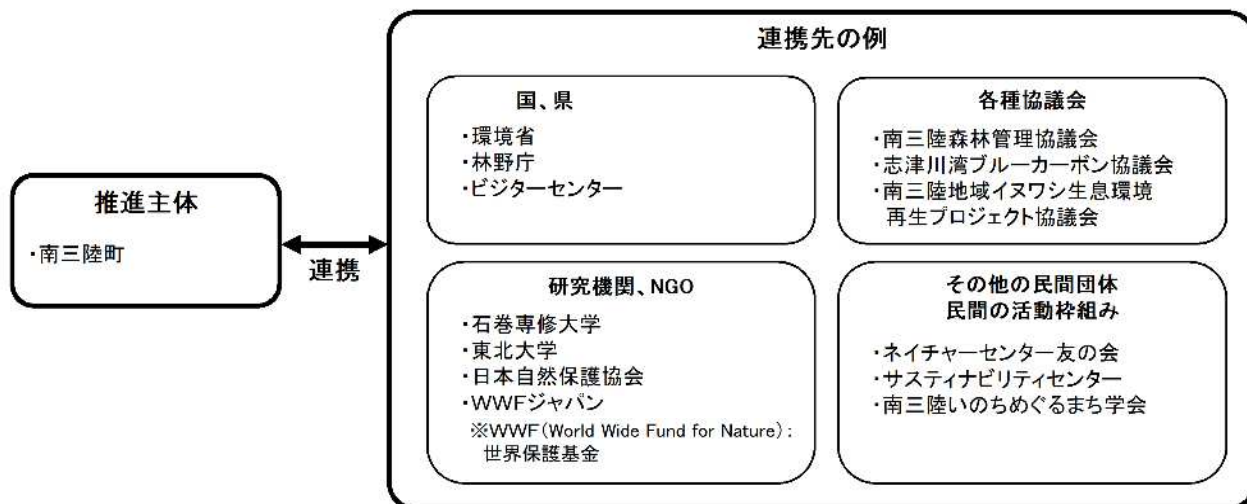 連携先の例
国、県
・環境省
・林野庁
・ビジターセンター
各種協議会
・南三陸森林管理協議会
・志津川湾ブルーカーボン協議会
・南三陸地域イヌワシ生息環境
再生プロジェクト協議会
推進主体
・南三陸町
連携
研究機関、NGO
・石巻専修大学
・東北大学
・日本自然保護協会
・WWFジャパン
※WWF(World Wide Fund for Nature):
世界保護基金
その他の民間団体
民間の活動枠組み
・ネイチャーセンター友の会
・サスティナビリティセンター
・南三陸いのちめぐるまち学会